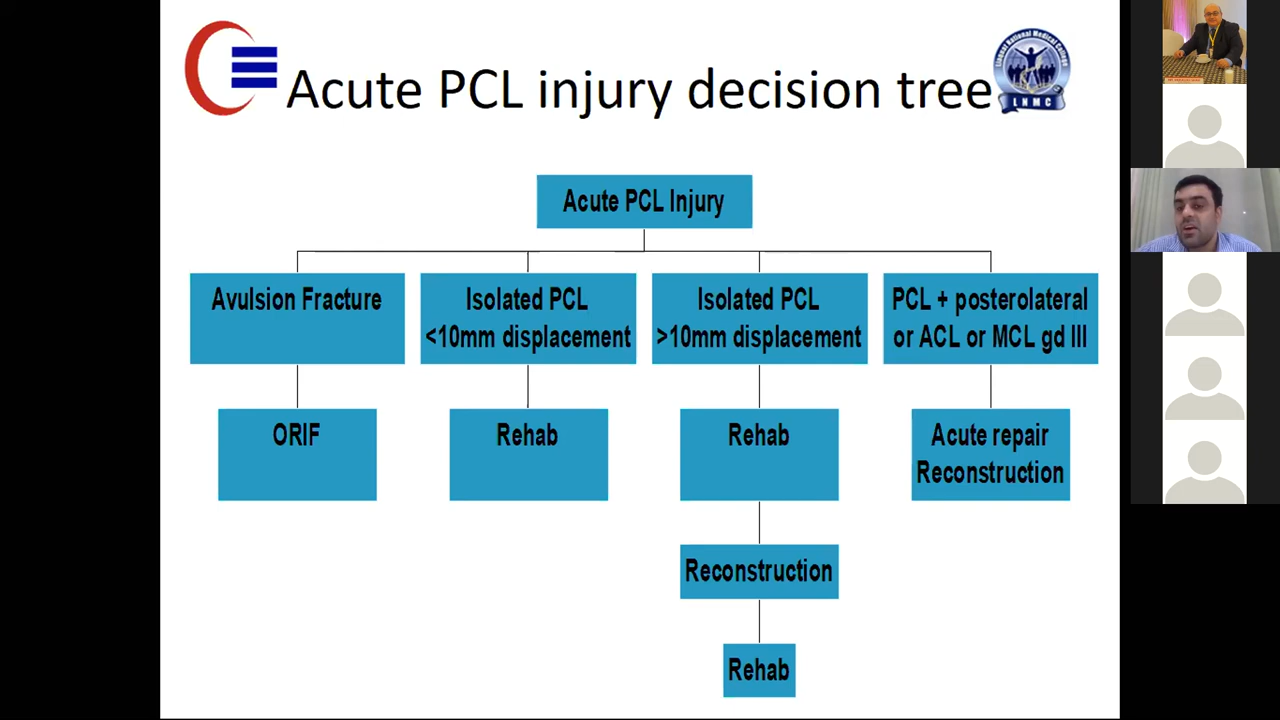 Acute PCL injury decision tree
LNMC
Acute PCL Injury
Avulsion Fracture
Isolated PCL
<10mm displacement
Isolated PCL
>10mm displacement
PCL + posterolateral
or ACL or MCL gd III
ORIF
Rehab
Rehab
Acute repair
Reconstruction
Reconstruction
Rehab